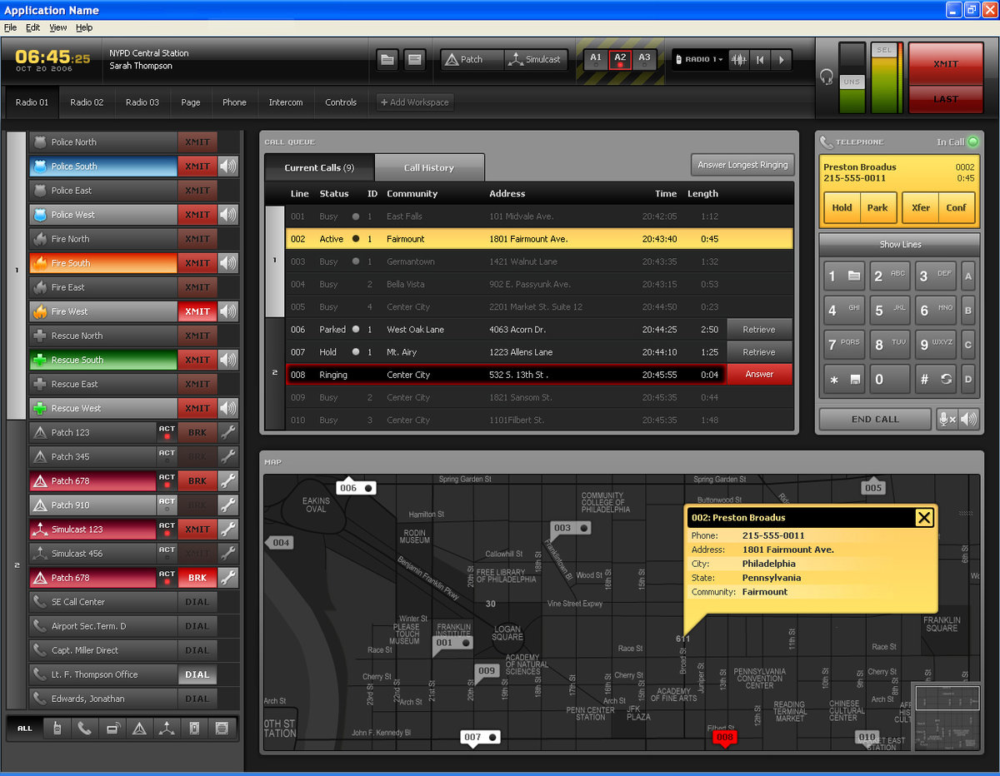 Application Name
File Edit View Help
06:45:25
OCT 20 2006
NYPD Central Station
Sarah Thompson
Patch
Simulcast
A1 A2 A3
RADIO 1
UNS
SEL
XMIT
LAST
Radio 01 Radio 02 Radio 03 Page Phone Intercom Controls + Add Workspace
1
Police North XMIT
Police South XMIT
Police East XMIT
Police West XMIT
Fire North XMIT
Fire South XMIT
Fire East XMIT
Fire West XMIT
Rescue North XMIT
Rescue South XMIT
Rescue East XMIT
Rescue West XMIT
2
Patch 123 ACT BRK
Patch 345 ACT BRK
Patch 678 ACT BRK
Patch 910 ACT BRK
Simulcast 123 ACT XMIT
Simulcast 456 ACT XMIT
Patch 678 ACT BRK
SE Call Center DIAL
Airport Sec.Term. D DIAL
Capt. Miller Direct DIAL
Lt. F. Thompson Office DIAL
Edwards, Jonathan DIAL
ALL
CALL QUEUE
Current Calls (9) Call History Answer Longest Ringing
Line Status ID Community Address Time Length
1
001 Busy 1 East Falls 101 Midvale Ave. 20:42:05 1:12
002 Active 1 Fairmount 1801 Fairmount Ave. 20:43:40 0:45
003 Busy 1 Germantown 1421 Walnut Lane 20:43:35 1:32
004 Busy 2 Bella Vista 902 E. Passyunk Ave. 20:43:15 0:53
005 Busy 4 Center City 2201 Market St. Suite 12 20:44:50 0:23
2
006 Parked 1 West Oak Lane 4063 Acorn Dr. 20:44:25 2:50 Retrieve
007 Hold 1 Mt. Airy 1223 Allens Lane 20:44:10 1:25 Retrieve
008 Ringing Center City 532 S. 13th St . 20:45:55 0:04 Answer
009 Busy 2 Center City 1821 Sansom St. 20:45:35 0:44
010 Busy 3 Center City 1101Filbert St. 20:45:35 1:48
TELEPHONE In Call
Preston Broadus 0002
215-555-0011 0:45
Hold Park Xfer Conf
Show Lines
1 2 ABC 3 DEF A
4 GHI 5 JKL 6 MNO B
7 PQRS 8 TUV 9 WXYZ C
* 0 # D
END CALL
MAP
Spring Garden St
Spring Garden St
006
005
EAKINS
OVAL
COMMUNITY
COLLEGE OF
PHILADELPHIA
Buttonwood St
Hamilton St
002: Preston Broadus
Phone: 215-555-0011
Address: 1801 Fairmount Ave.
City: Philadelphia
State: Pennsylvania
Community: Fairmount
003
RODIN
MUSEUM
004
Franklintown Bl
Callowhill St
18th St
6th St
Benjamin Franklin Pkwy
20th St
FREE LIBRARY
OF PHILADELPHIA
Wood St
16th St
15th St
30
Vine Street Expwy
Winter St
PLEASE
TOUCH
MUSEUM
FRANKLIN
INSTITUTE
LOGAN
SQUARE
FRANKLIN
SQUARE
611
001
Race St
Race St
Race St
11th St
ACADEMY
OF NATURAL
SCIENCES
009
Broad St
Juniper St
13th St
PENNSYLVANIA
CONVENTION
CENTER
10th St
9th St
8th St
Cherry St
Cherry St
Cherry St
23rd St
22nd St
21st St
20th St
19th St
18th St
17th St
16th St
15th St
ACADEMY
OF FINE ARTS
Arch St
Arch St
Arch St
Arch St
PENN CENTER
STATION
JFK
PLAZA
12th St
READING
TERMINAL
MARKET
CHINESE
CULTURAL
CENTER
0TH ST
TATION
John F. Kennedy Bl
007
Filbert St
008
010
MARKET EAST
STATION